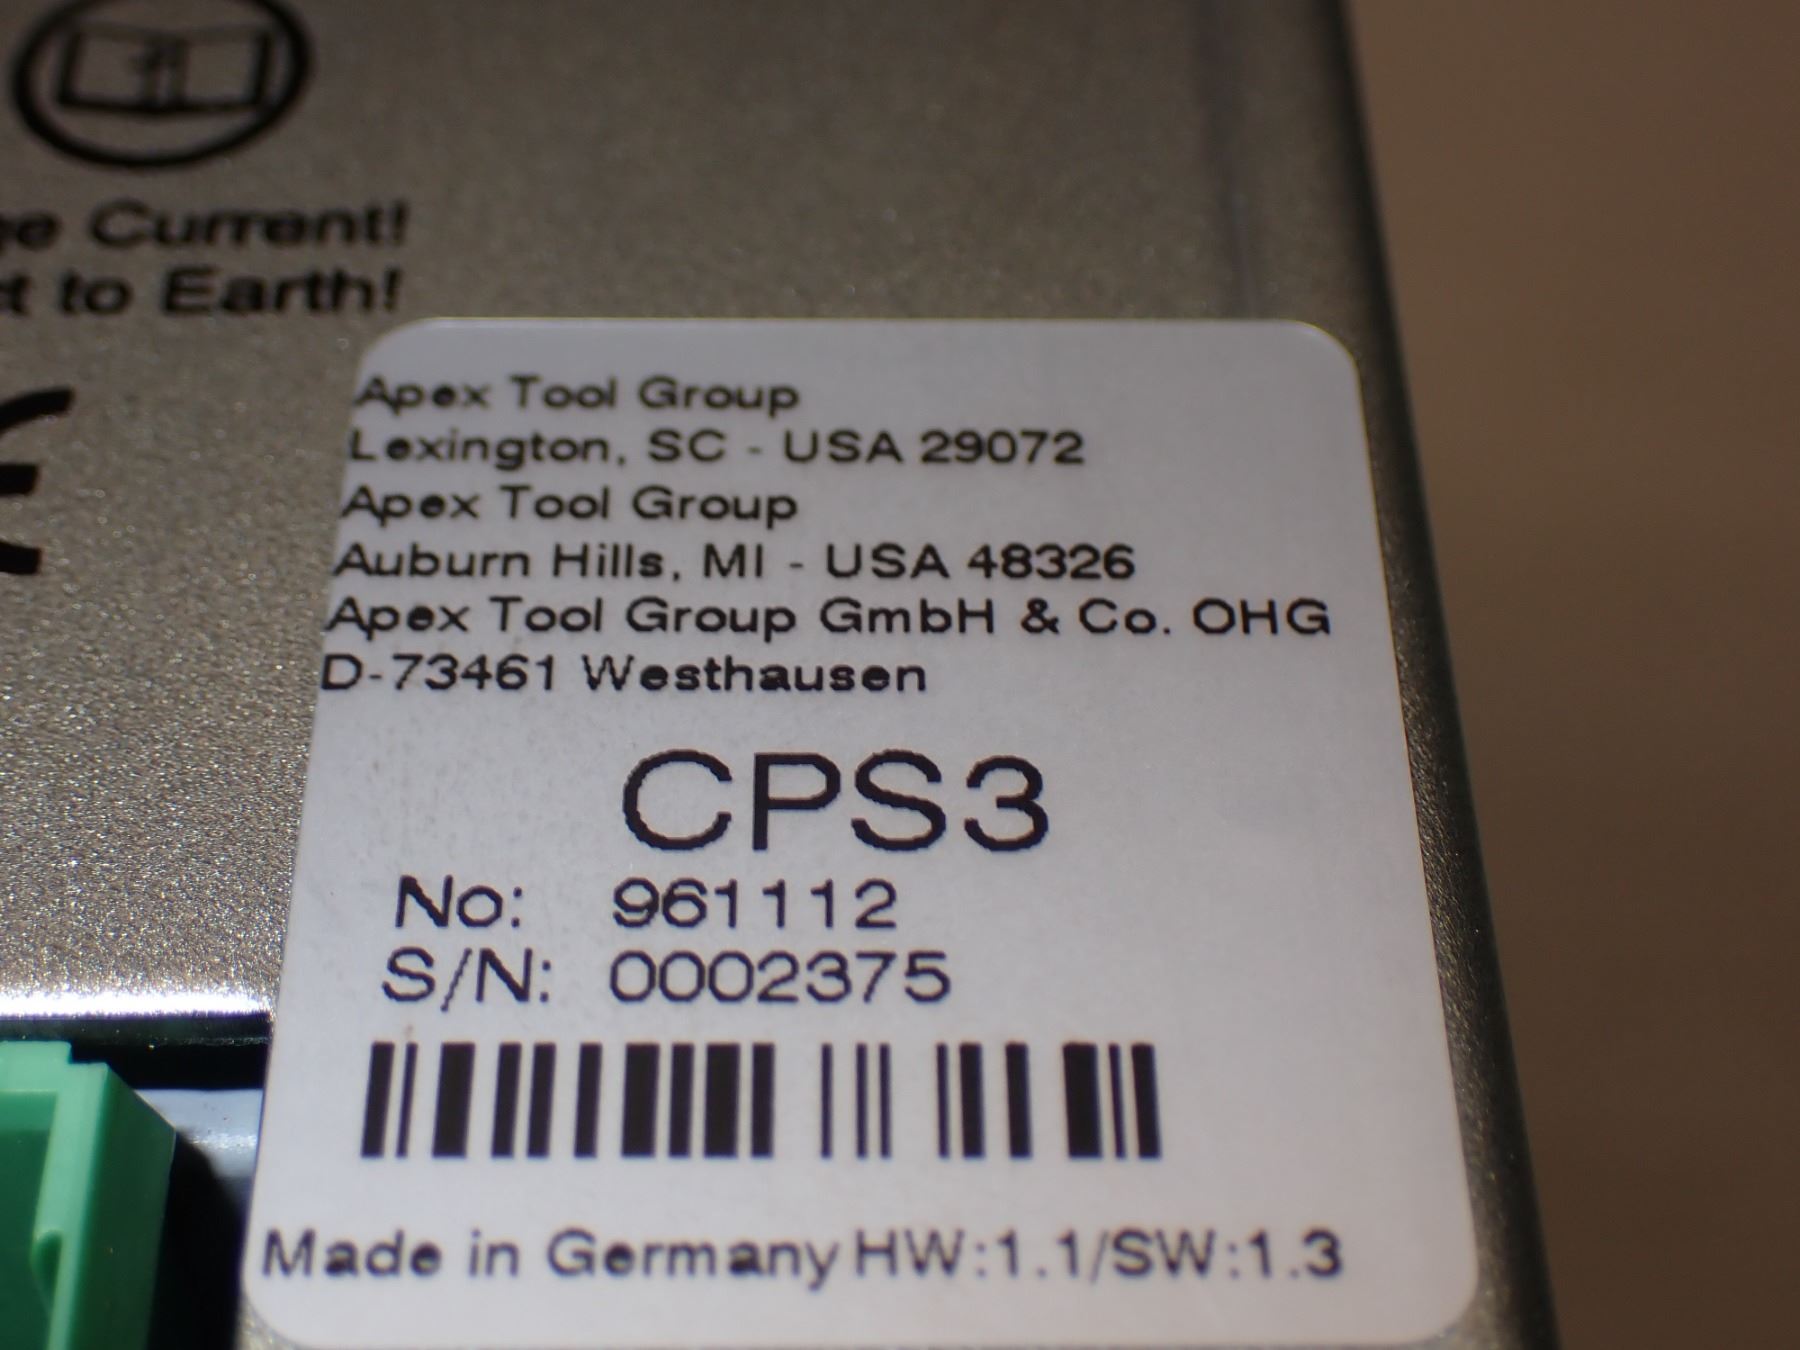 Current!
to Earth!
Apex Tool Group
Lexington, SC - USA 29072
Apex Tool Group
Auburn Hills, MI - USA 48326
Apex Tool Group GmbH & Co. OHG
D-73461 Westhausen
CPS3
No: 961112
S/N: 0002375
Made in Germany HW:1.1/SW:1.3